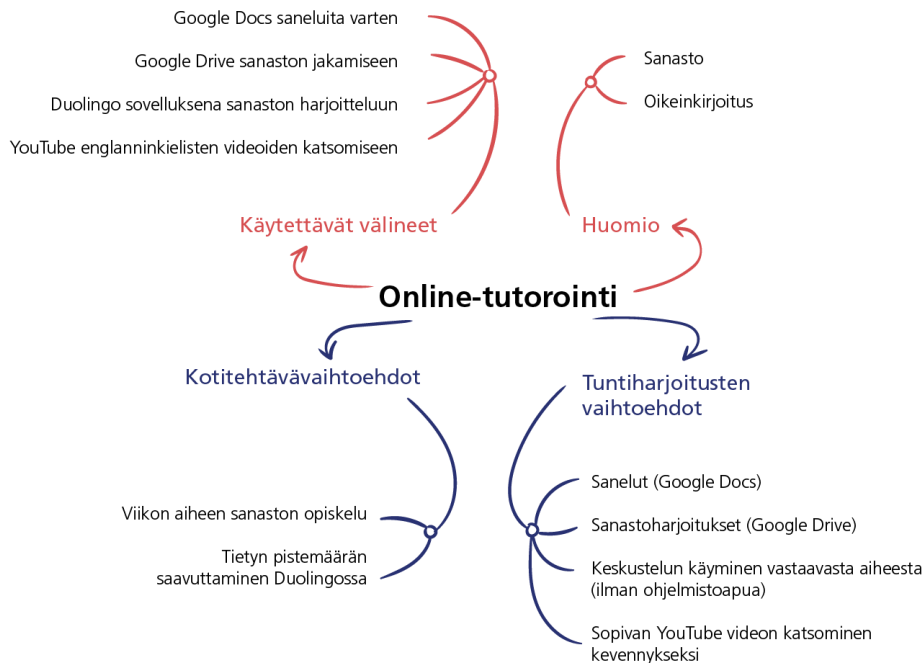 Google Docs saneluita varten
Google Drive sanaston jakamiseen
Duolingo sovelluksena sanaston harjoitteluun
YouTube englanninkielisten videoiden katsomiseen
Käytettävät välineet
Sanasto
Oikeinkirjoitus
Huomio
Online-tutorointi
Kotitehtävävaihtoehdot
Viikon aiheen sanaston opiskelu
Tietyn pistemäärän
saavuttaminen Duolingossa
Tuntiharjoitusten
vaihtoehdot
Sanelut (Google Docs)
Sanastoharjoitukset (Google Drive)
Keskustelun käyminen vastaavasta aiheesta
(ilman ohjelmistoapua)
Sopivan YouTube videon katsominen
kevennykseksi